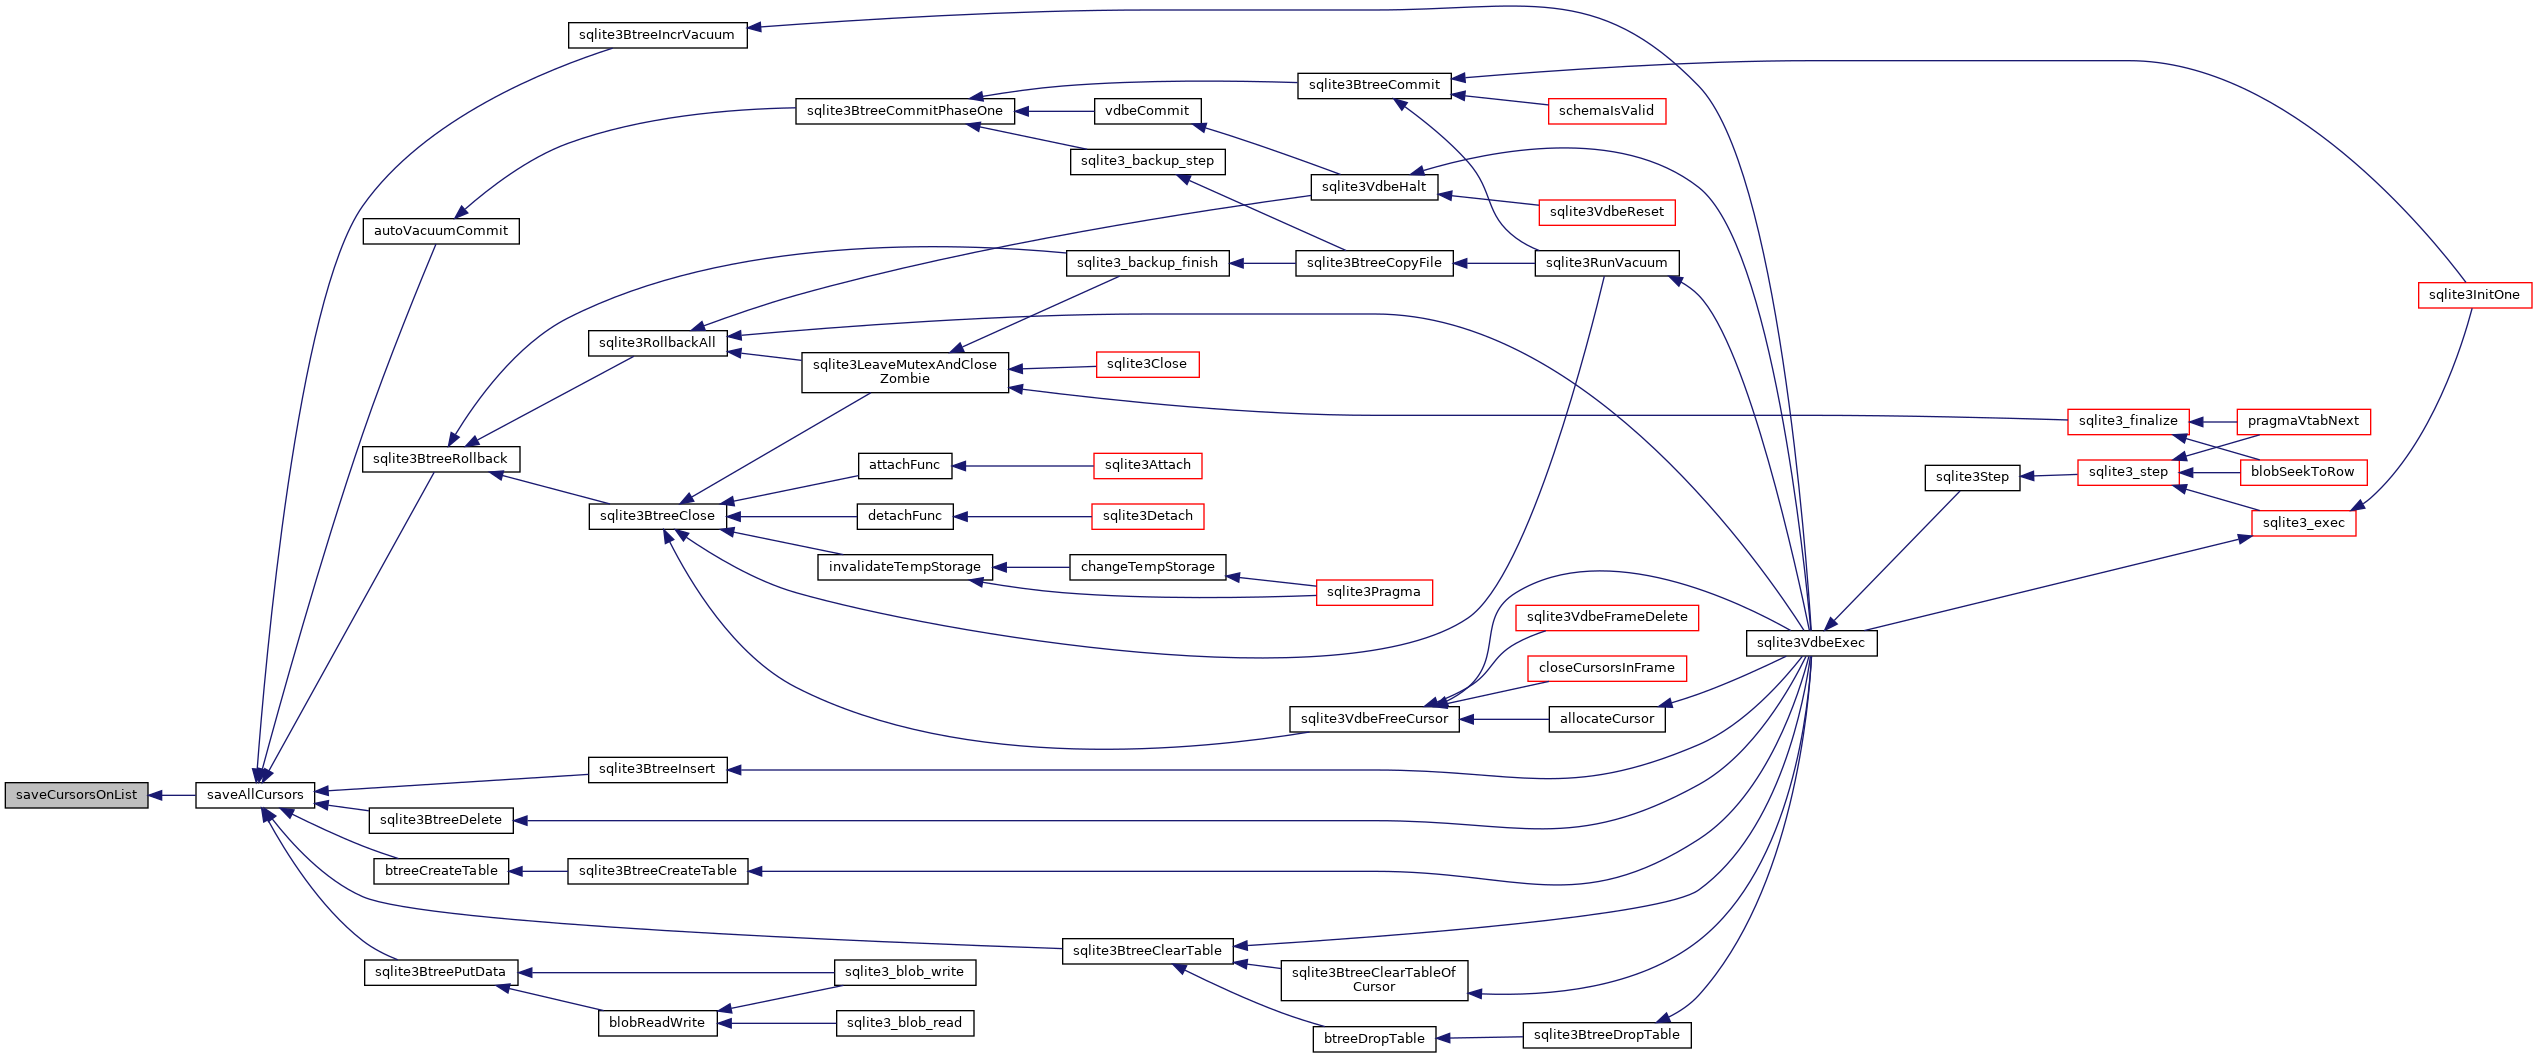 sqlite3BtreeIncrVacuum
sqlite3BtreeCommit
sqlite3BtreeCommitPhaseOne
vdbeCommit
schemaIsValid
sqlite3_backup_step
sqlite3VdbeHalt
sqlite3VdbeReset
autoVacuumCommit
sqlite3_backup_finish
sqlite3BtreeCopyFile
sqlite3RunVacuum
sqlite3InitOne
sqlite3RollbackAll
sqlite3LeaveMutexAndClose
Zombie
sqlite3Close
sqlite3_finalize
pragmaVtabNext
sqlite3BtreeRollback
attachFunc
sqlite3Attach
sqlite3Step
sqlite3_step
blobSeekToRow
sqlite3BtreeClose
detachFunc
sqlite3Detach
sqlite3_exec
invalidateTempStorage
changeTempStorage
sqlite3Pragma
sqlite3VdbeFrameDelete
sqlite3VdbeExec
closeCursorsInFrame
sqlite3VdbeFreeCursor
allocateCursor
sqlite3BtreeInsert
saveCursorsOnList
saveAllCursors
sqlite3BtreeDelete
btreeCreateTable
sqlite3BtreeCreateTable
sqlite3BtreeClearTable
sqlite3BtreePutData
sqlite3_blob_write
sqlite3BtreeClearTableOf
Cursor
blobReadWrite
sqlite3_blob_read
btreeDropTable
sqlite3BtreeDropTable